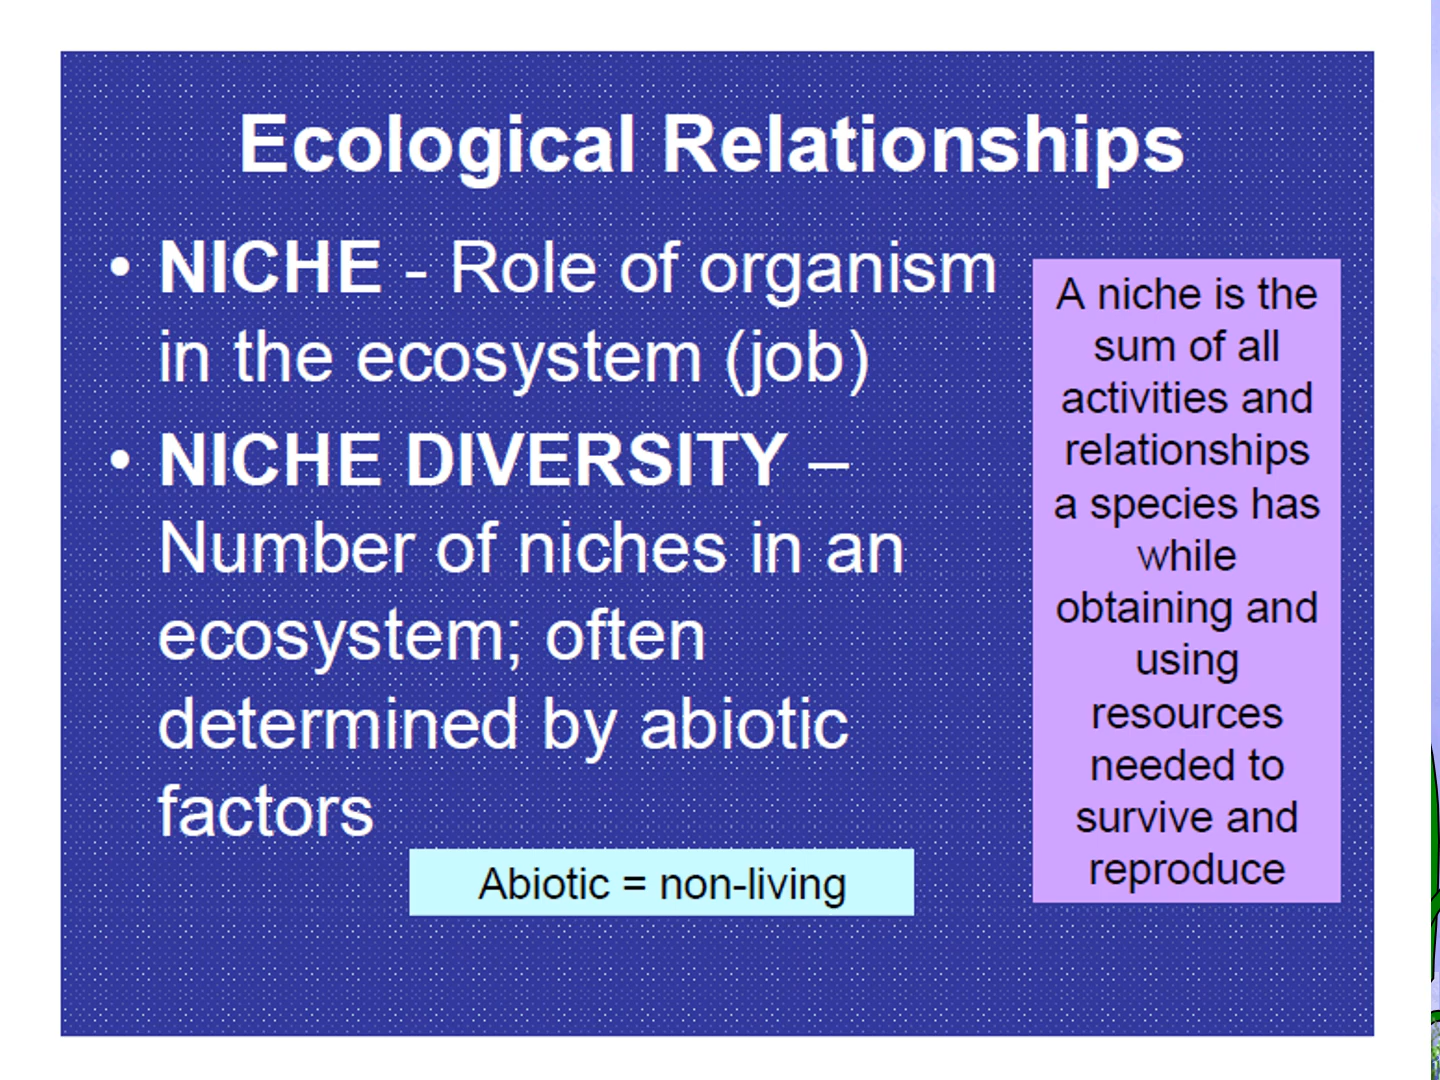 Ecological Relationships
• NICHE - Role of organism
in the ecosystem (job)
• NICHE DIVERSITY –
Number of niches in an
ecosystem; often
determined by abiotic
factors
Abiotic = non-living
A niche is the
sum of all
activities and
relationships
a species has
while
obtaining and
using
resources
needed to
survive and
reproduce